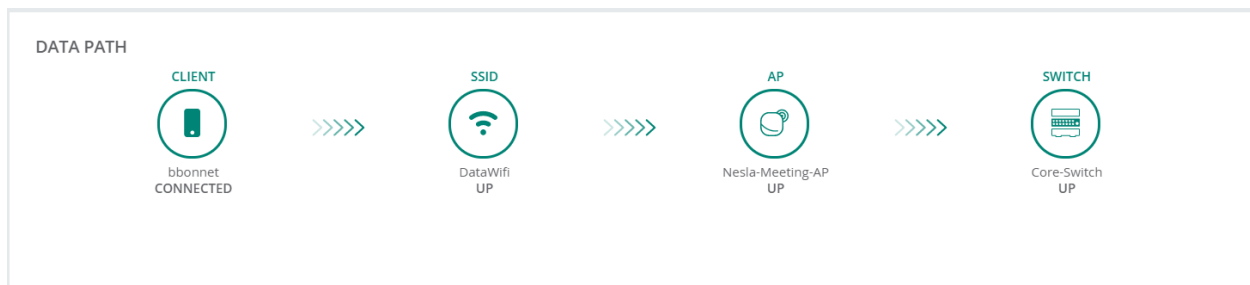 DATA PATH
CLIENT
bbonnet
CONNECTED
SSID
DataWifi
UP
AP
Nesla-Meeting-AP
UP
SWITCH
Core-Switch
UP